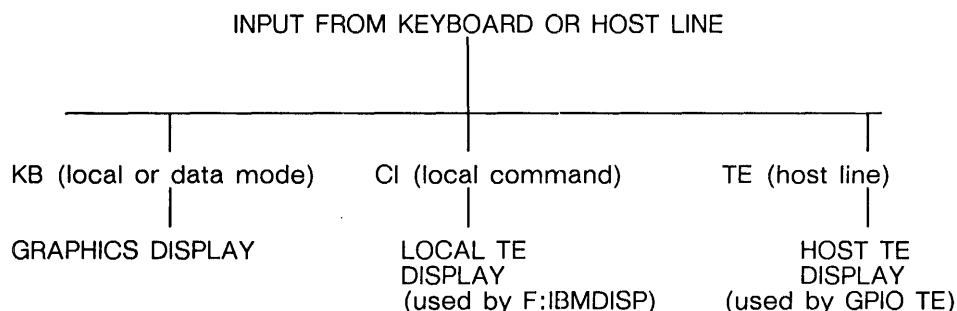 INPUT FROM KEYBOARD OR HOST LINE
KB (local or data mode) CI (local command) TE (host line)
GRAPHICS DISPLAY LOCAL TE HOST TE
DISPLAY DISPLAY
(used by F:IBMDISP) (used by GPIO TE)